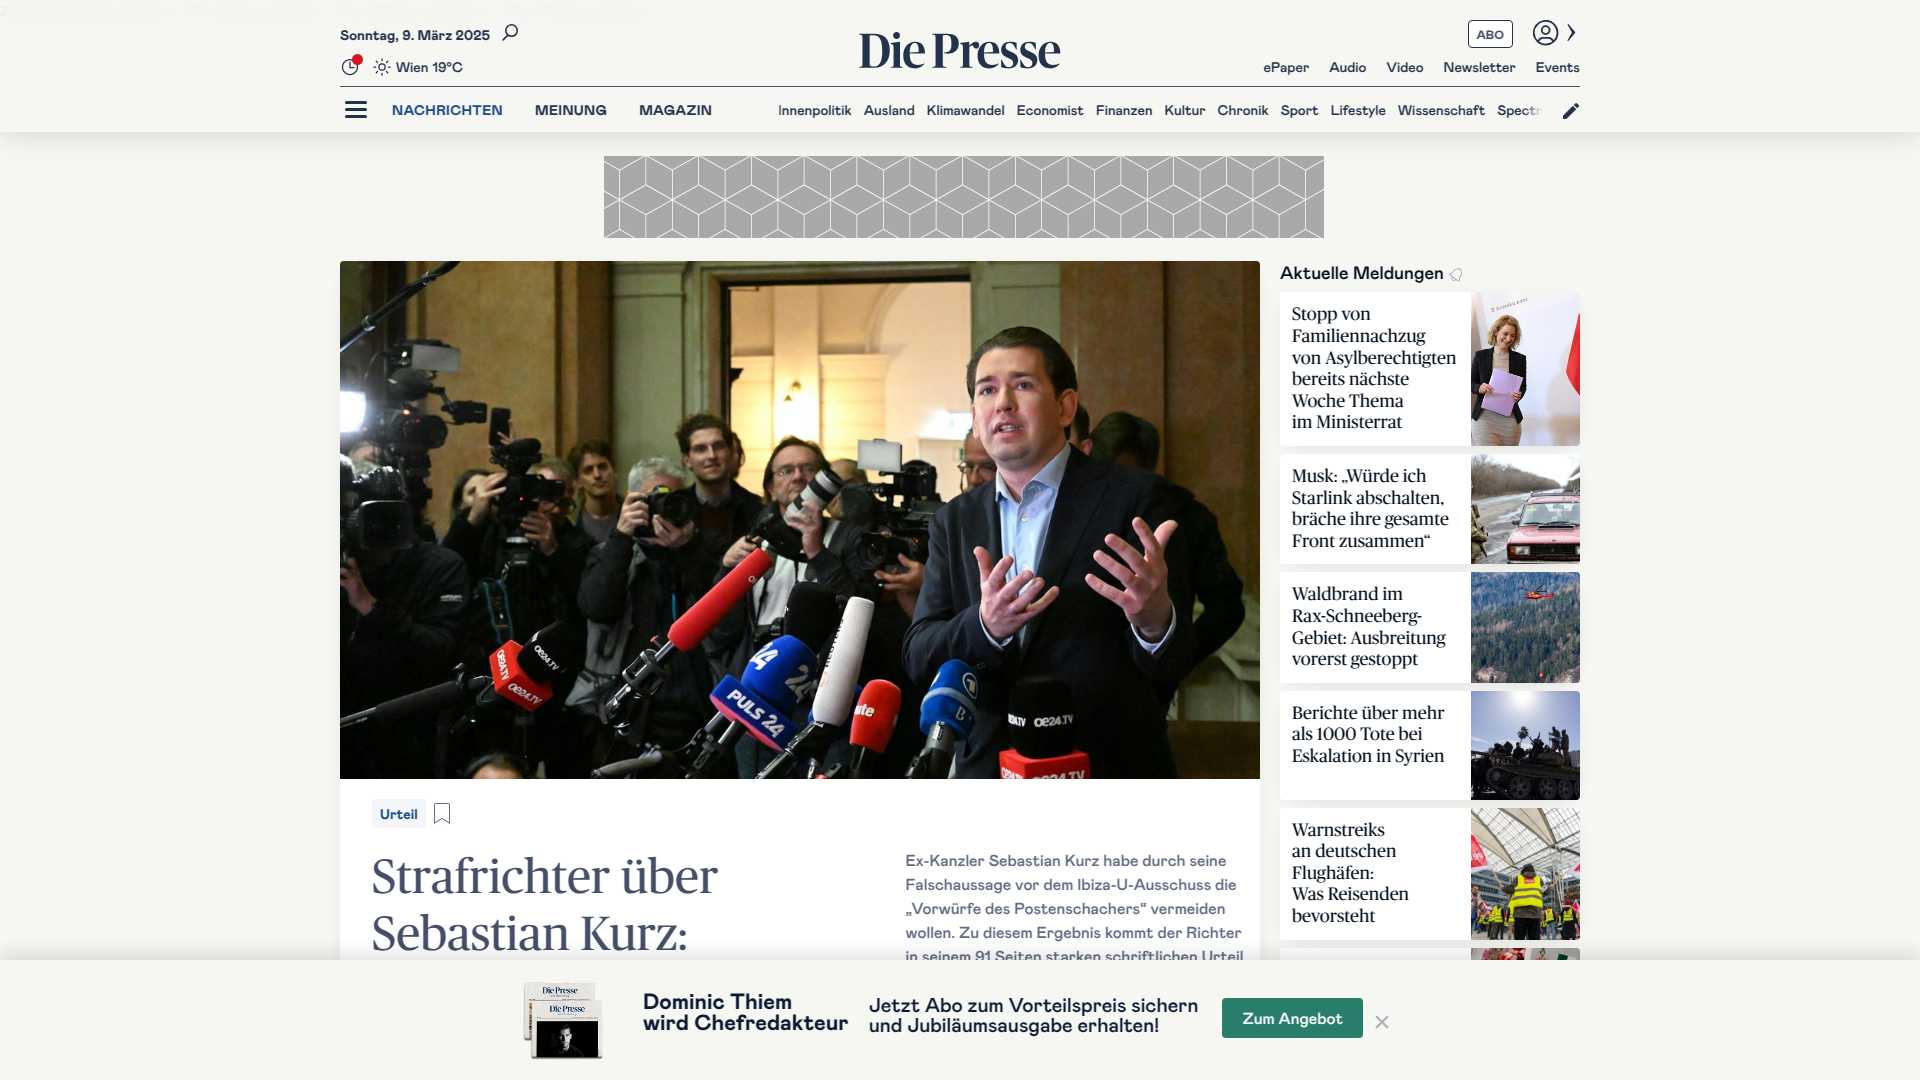 Sonntag, 9. März 2025
Wien 19°C
Die Presse
ABO
ePaper Audio Video Newsletter Events
NACHRICHTEN MEINUNG MAGAZIN
Innenpolitik Ausland Klimawandel Economist Finanzen Kultur Chronik Sport Lifestyle Wissenschaft
OE24.TV
OE24.TV
24
PULS 24
OE24.TV
OE24.TV
Urteil
Strafrichter über
Sebastian Kurz:
Ex-Kanzler Sebastian Kurz habe durch seine
Falschaussage vor dem Ibiza-U-Ausschuss die
„Vorwürfe des Postenschachers“ vermeiden
wollen. Zu diesem Ergebnis kommt der Richter
in seinem 91 Seiten starken schriftlichen Urteil
Aktuelle Meldungen
Stopp von
Familiennachzug
von Asylberechtigten
bereits nächste
Woche Thema
im Ministerrat
Musk: „Würde ich
Starlink abschalten,
bräche ihre gesamte
Front zusammen“
Waldbrand im
Rax-Schneeberg-
Gebiet: Ausbreitung
vorerst gestoppt
Berichte über mehr
als 1000 Tote bei
Eskalation in Syrien
Warnstreiks
an deutschen
Flughäfen:
Was Reisenden
bevorsteht
Die Presse
Die Presse
Dominic Thiem
wird Chefredakteur
Jetzt Abo zum Vorteilspreis sichern
und Jubiläumsausgabe erhalten!
Zum Angebot